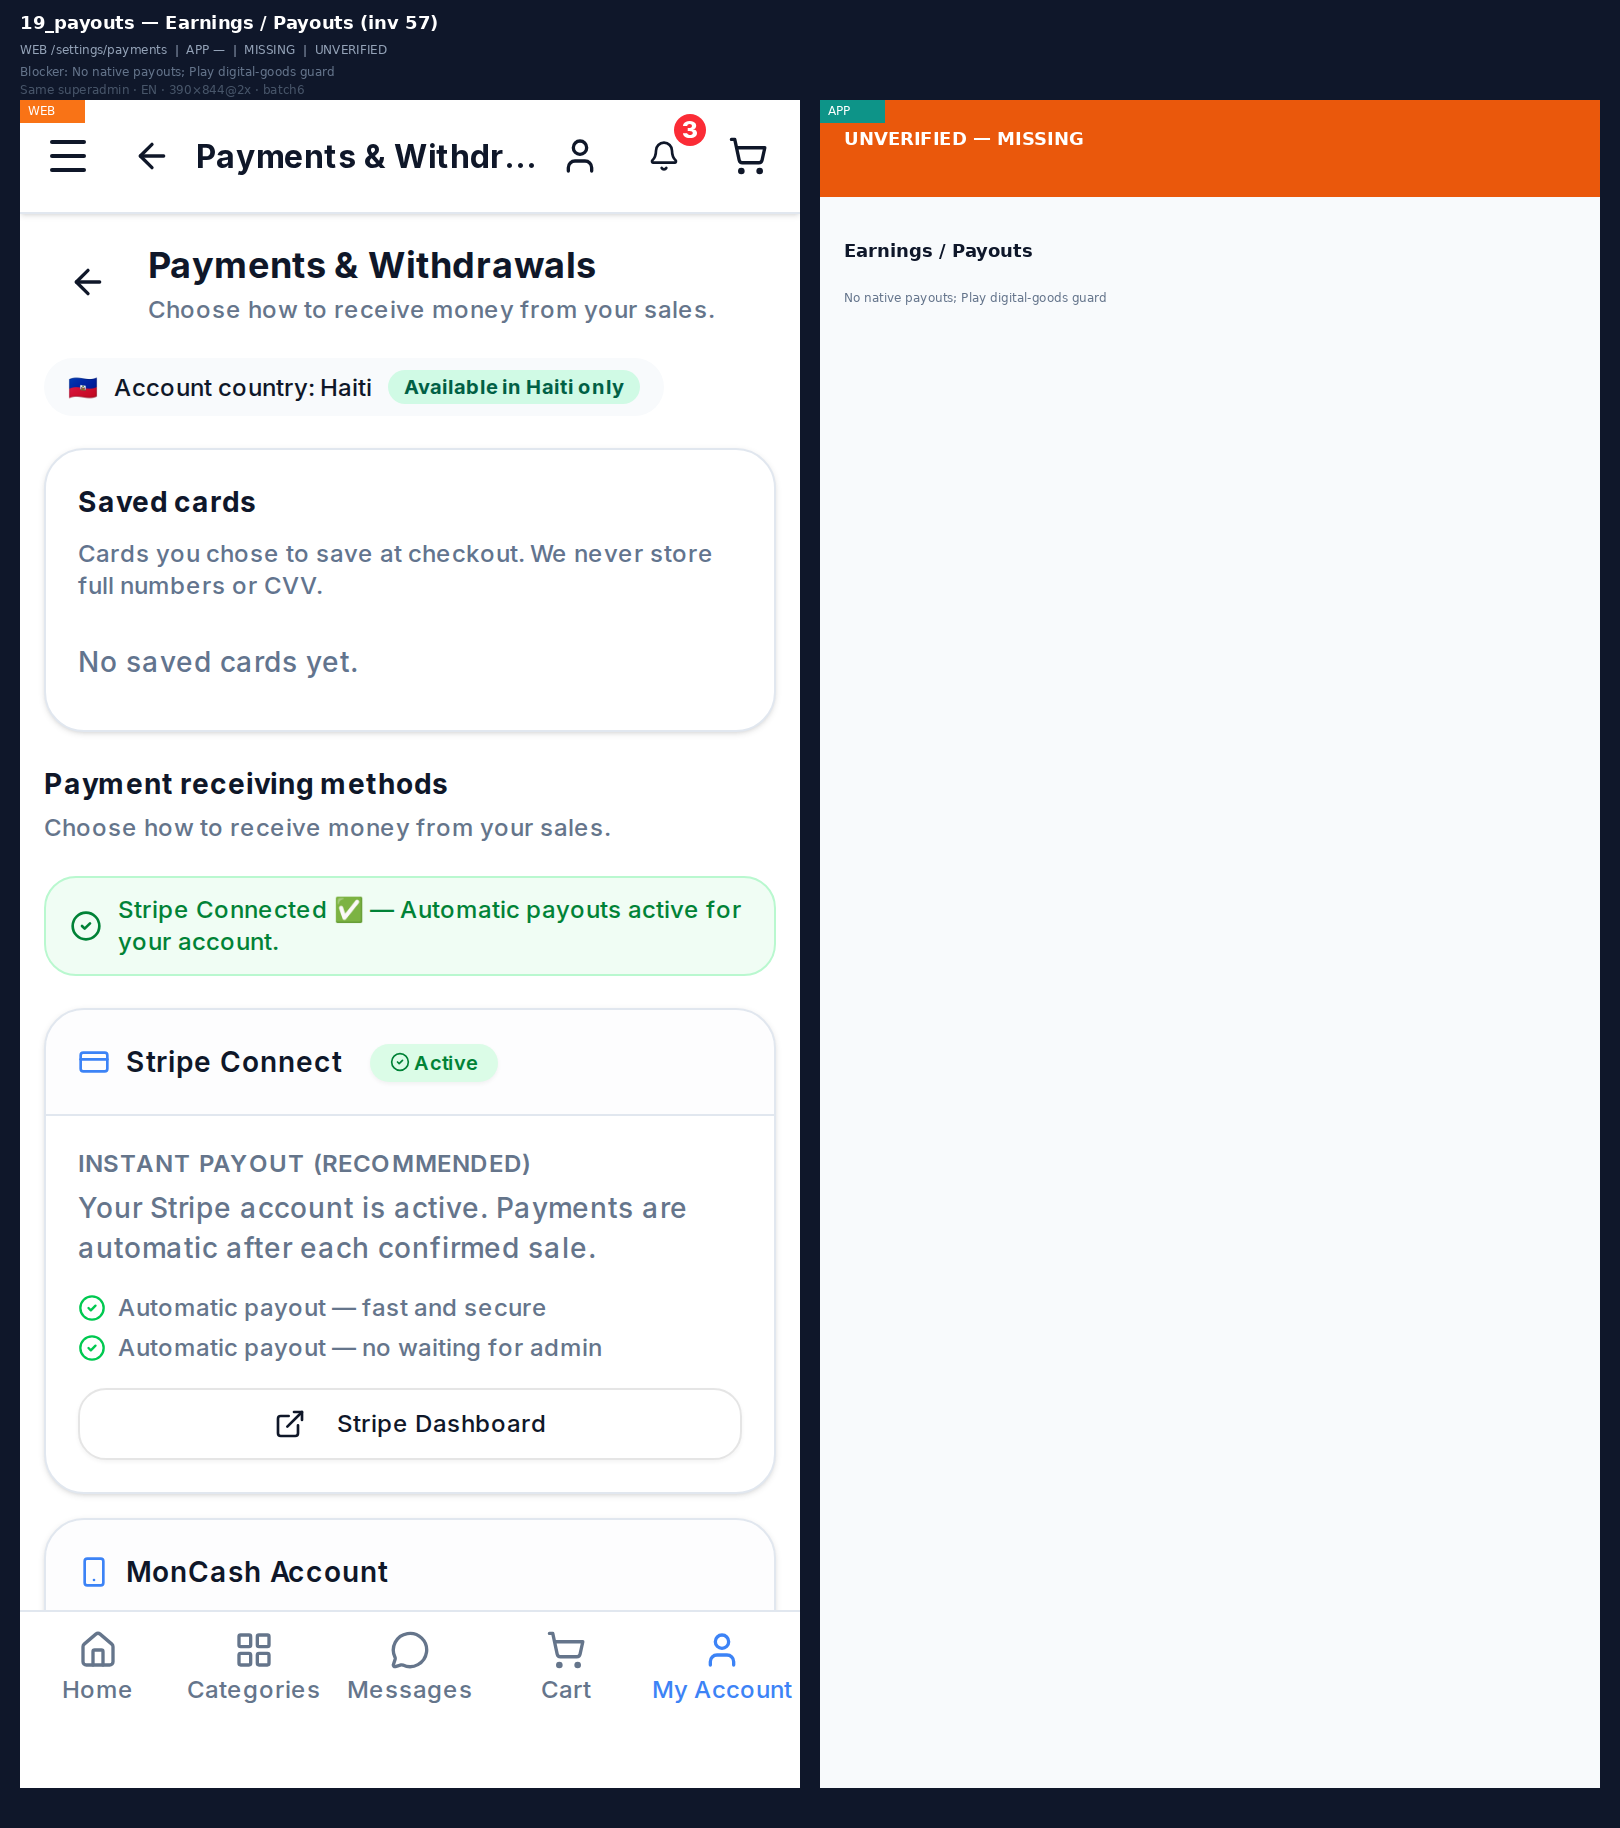 19_payouts — Earnings / Payouts (inv 57)
WEB /settings/payments | APP — | MISSING | UNVERIFIED
Blocker: No native payouts; Play digital-goods guard
Same superadmin · EN · 390×844@2x · batch6
WEB
Payments & Withdr...
3
Payments & Withdrawals
Choose how to receive money from your sales.
Account country: Haiti
Available in Haiti only
Saved cards
Cards you chose to save at checkout. We never store
full numbers or CVV.
No saved cards yet.
Payment receiving methods
Choose how to receive money from your sales.
Stripe Connected ✅ — Automatic payouts active for
your account.
Stripe Connect
Active
INSTANT PAYOUT (RECOMMENDED)
Your Stripe account is active. Payments are
automatic after each confirmed sale.
Automatic payout — fast and secure
Automatic payout — no waiting for admin
Stripe Dashboard
MonCash Account
Home
Categories
Messages
Cart
My Account
APP
UNVERIFIED — MISSING
Earnings / Payouts
No native payouts; Play digital-goods guard